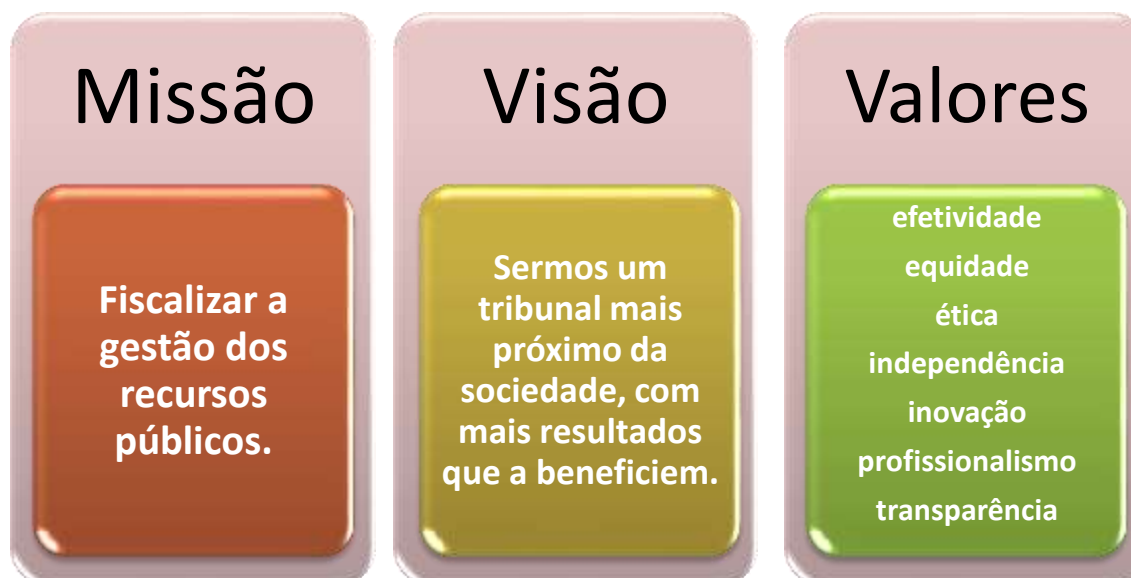 Missão
Fiscalizar a
gestão dos
recursos
públicos.
Visão
Sermos um
tribunal mais
próximo da
sociedade, com
mais resultados
que a beneficiem.
Valores
efetividade
equidade
ética
independência
inovação
profissionalismo
transparência